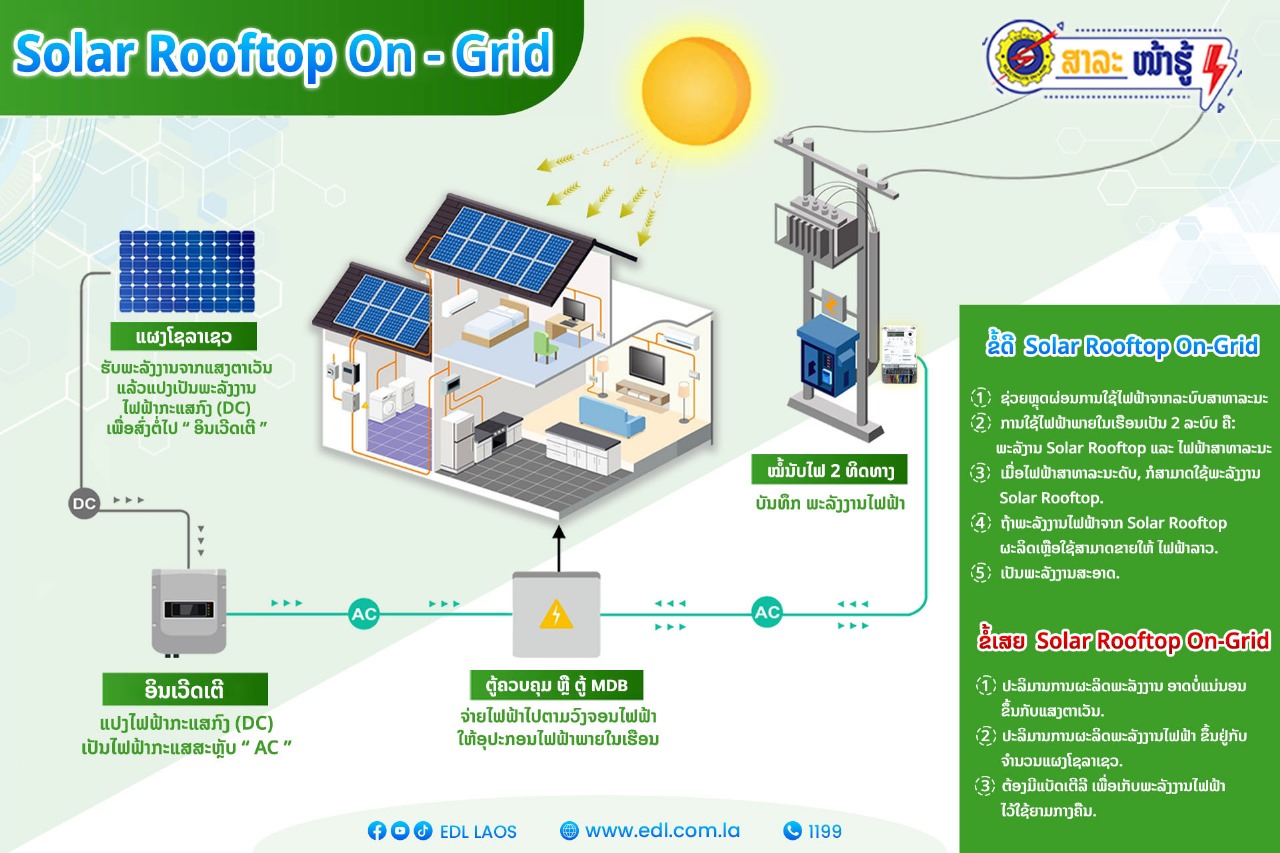 Solar Rooftop On - Grid
ສາລະ ໜ້າຮູ້
ແຜງໂຊລາເຊວ
ຮັບພະລັງງານຈາກແສງຕາເວັນ
ແລ້ວແປງເປັນພະລັງງານ
ໄຟຟ້າກະແສກົງ (DC)
ເພື່ອສົ່ງຕໍ່ໄປ “ ອິນເວີດເຕີ ”
DC
ອິນເວີດເຕີ
ແປງໄຟຟ້າກະແສກົງ (DC)
ເປັນໄຟຟ້າກະແສສະຫຼັບ “ AC ”
AC
ຕູ້ຄວບຄຸມ ຫຼື ຕູ້ MDB
ຈ່າຍໄຟຟ້າໄປຕາມວົງຈອນໄຟຟ້າ
ໃຫ້ອຸປະກອນໄຟຟ້າພາຍໃນເຮືອນ
AC
ໝໍ້ນັບໄຟ 2 ທິດທາງ
ບັນທຶກ ພະລັງງານໄຟຟ້າ
ຂໍ້ດີ Solar Rooftop On-Grid
1 ຊ່ວຍຫຼຸດຜ່ອນການໃຊ້ໄຟຟ້າຈາກລະບົບສາທາລະນະ
2 ການໃຊ້ໄຟຟ້າພາຍໃນເຮືອນເປັນ 2 ລະບົບ ຄື:
ພະລັງານ Solar Rooftop ແລະ ໄຟຟ້າສາທາລະນະ
3 ເມື່ອໄຟຟ້າສາທາລະນະດັບ, ກໍສາມາດໃຊ້ພະລັງງານ
Solar Rooftop.
4 ຖ້າພະລັງງານໄຟຟ້າຈາກ Solar Rooftop
ຜະລິດເຫຼືອໃຊ້ສາມາດຂາຍໃຫ້ ໄຟຟ້າລາວ.
5 ເປັນພະລັງງານສະອາດ.
ຂໍ້ເສຍ Solar Rooftop On-Grid
1 ປະລິມານການຜະລິດພະລັງງານ ອາດບໍ່ແນ່ນອນ
ຂຶ້ນກັບແສງຕາເວັນ.
2 ປະລິມານການຜະລິດພະລັງງານໄຟຟ້າ ຂຶ້ນຢູ່ກັບ
ຈຳນວນແຜງໂຊລາເຊວ.
3 ຕ້ອງມີແບັດເຕີລີ ເພື່ອເກັບພະລັງງານໄຟຟ້າ
ໄວ້ໃຊ້ຍາມກາງຄືນ.
EDL LAOS www.edl.com.la 1199